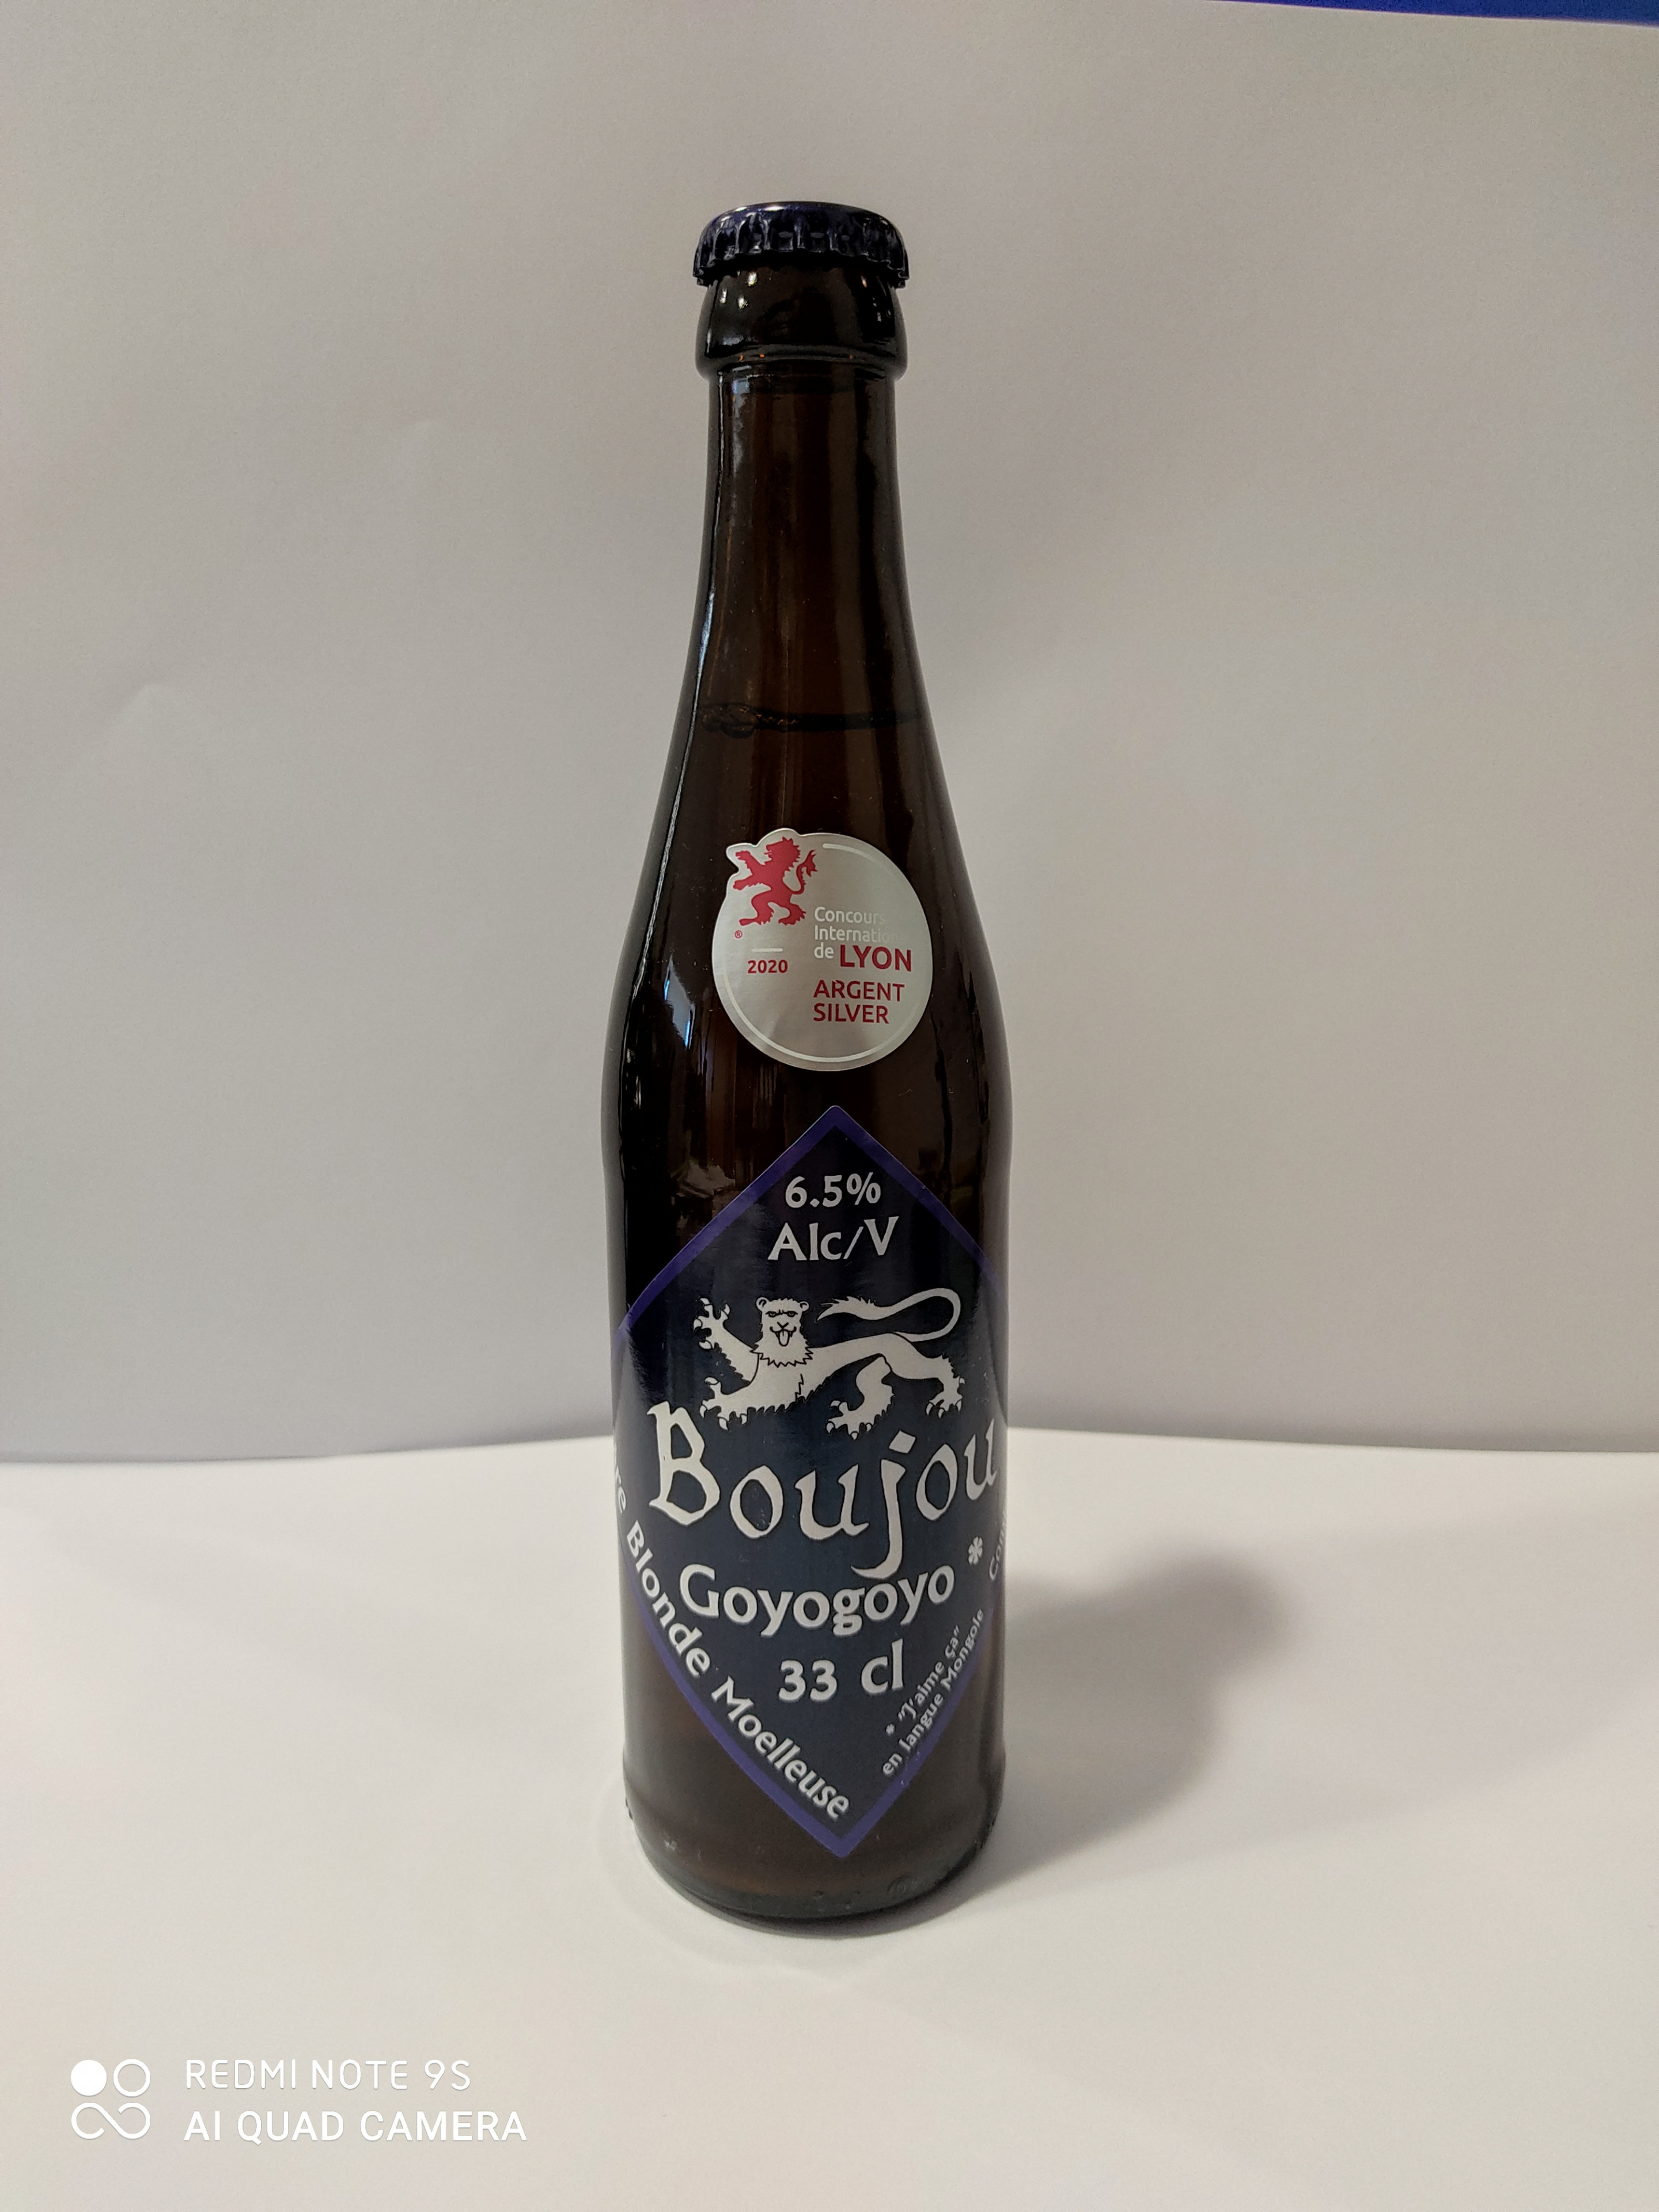 Concours
de LYON
2020
ARGENT
SILVER
6.5%
Alc/V
Boujou
Goyogoyo *
33 cl
Blonde Moelleuse
* "J'aime ça"
en langue Mongole
REDMI NOTE 9S
AI QUAD CAMERA